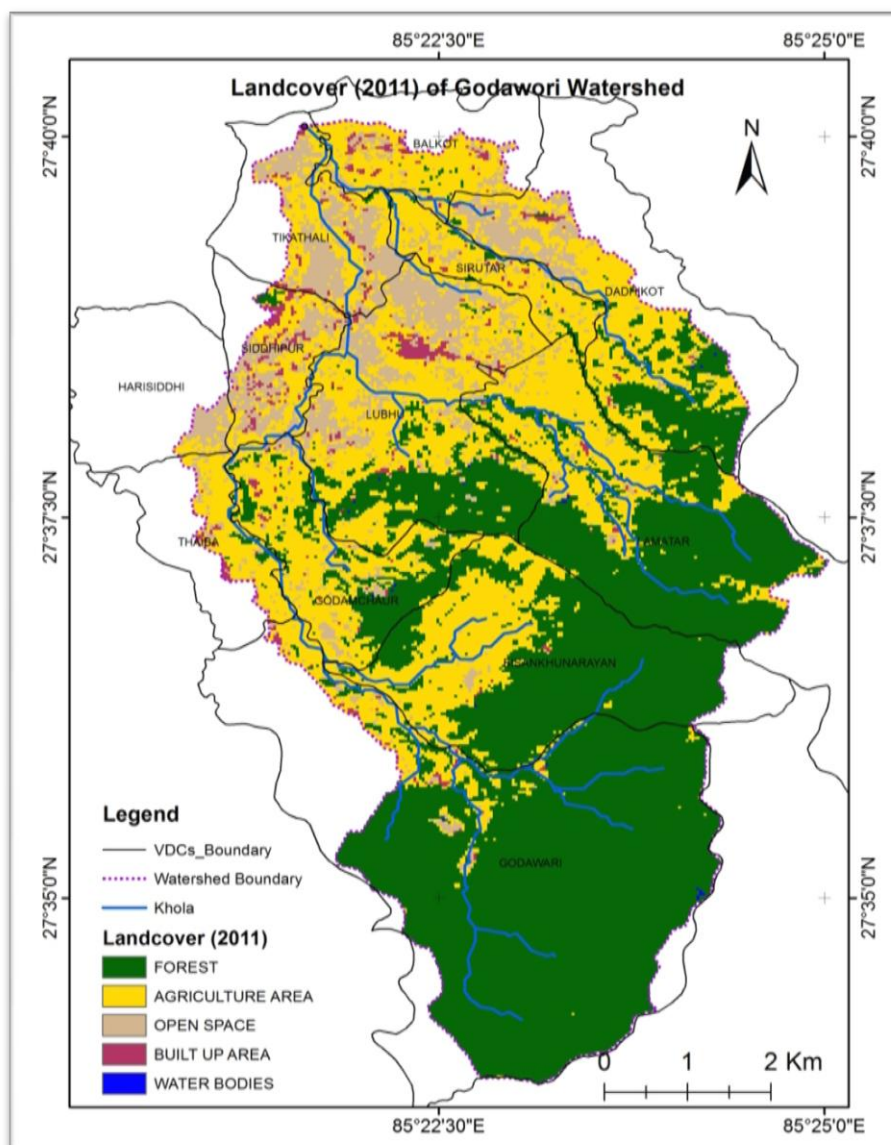 85°22'30"E
85°25'0"E
Landcover (2011) of Godawori Watershed
27°40'0"N
27°40'0"N
N
BALKOT
TIKATHALI
SIRUTAR
DADHIKOT
SIDDHIPUR
HARISIDDHI
LUBHU
27°37'30"N
27°37'30"N
THAIBA
LAMATAR
GODAMCHAUR
BISANKHUNARAYAN
Legend
VDCs_Boundary
Watershed Boundary
GODAWARI
27°35'0"N
27°35'0"N
Khola
Landcover (2011)
FOREST
AGRICULTURE AREA
OPEN SPACE
BUILT UP AREA
WATER BODIES
0 1 2 Km
85°22'30"E
85°25'0"E